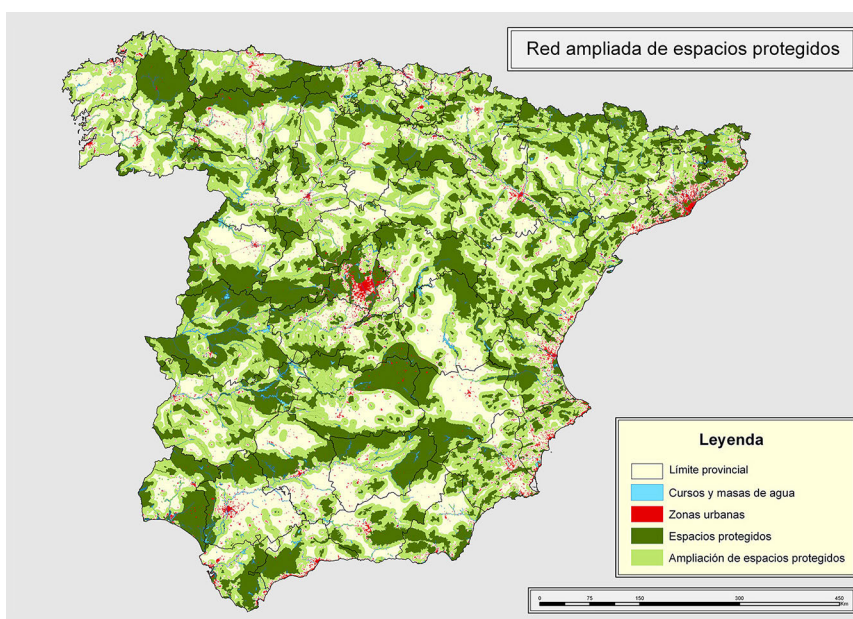 Red ampliada de espacios protegidos
Leyenda
Límite provincial
Cursos y masas de agua
Zonas urbanas
Espacios protegidos
Ampliación de espacios protegidos
0 75 150 300 450
Km